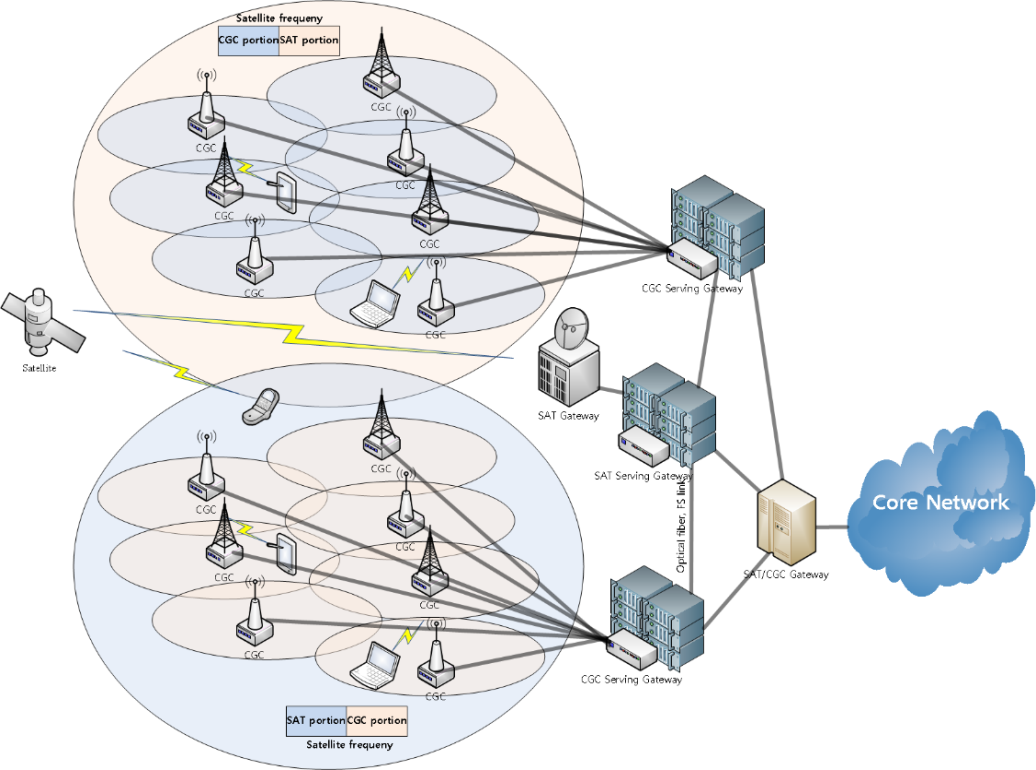 Satellite frequeny
CGC portion SAT portion
CGC
CGC
CGC
CGC
CGC
CGC
CGC
CGC Serving Gateway
Satellite
SAT Gateway
SAT Serving Gateway
Optical fiber, FS link
CGC
CGC
CGC
CGC
CGC
CGC
CGC
Core Network
SAT/CGC Gateway
CGC Serving Gateway
SAT portion CGC portion
Satellite frequeny